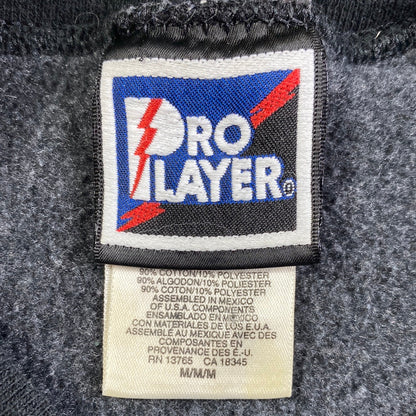 PRO
PLAYER®
90% COTTON/10% POLYESTER
90% ALGODON/10% POLIESTER
90% COTON/10% POLYESTER
ASSEMBLED IN MEXICO
OF U.S.A. COMPONENTS
ENSAMBLADO EN MEXICO
CON MATERIALES DE LOS E.U.A.
ASSEMBLÉ AU MEXIQUE AVEC DES
COMPOSANTES EN
PROVENANCE DES É.-U.
RN 13765 CA 18345
M/M/M